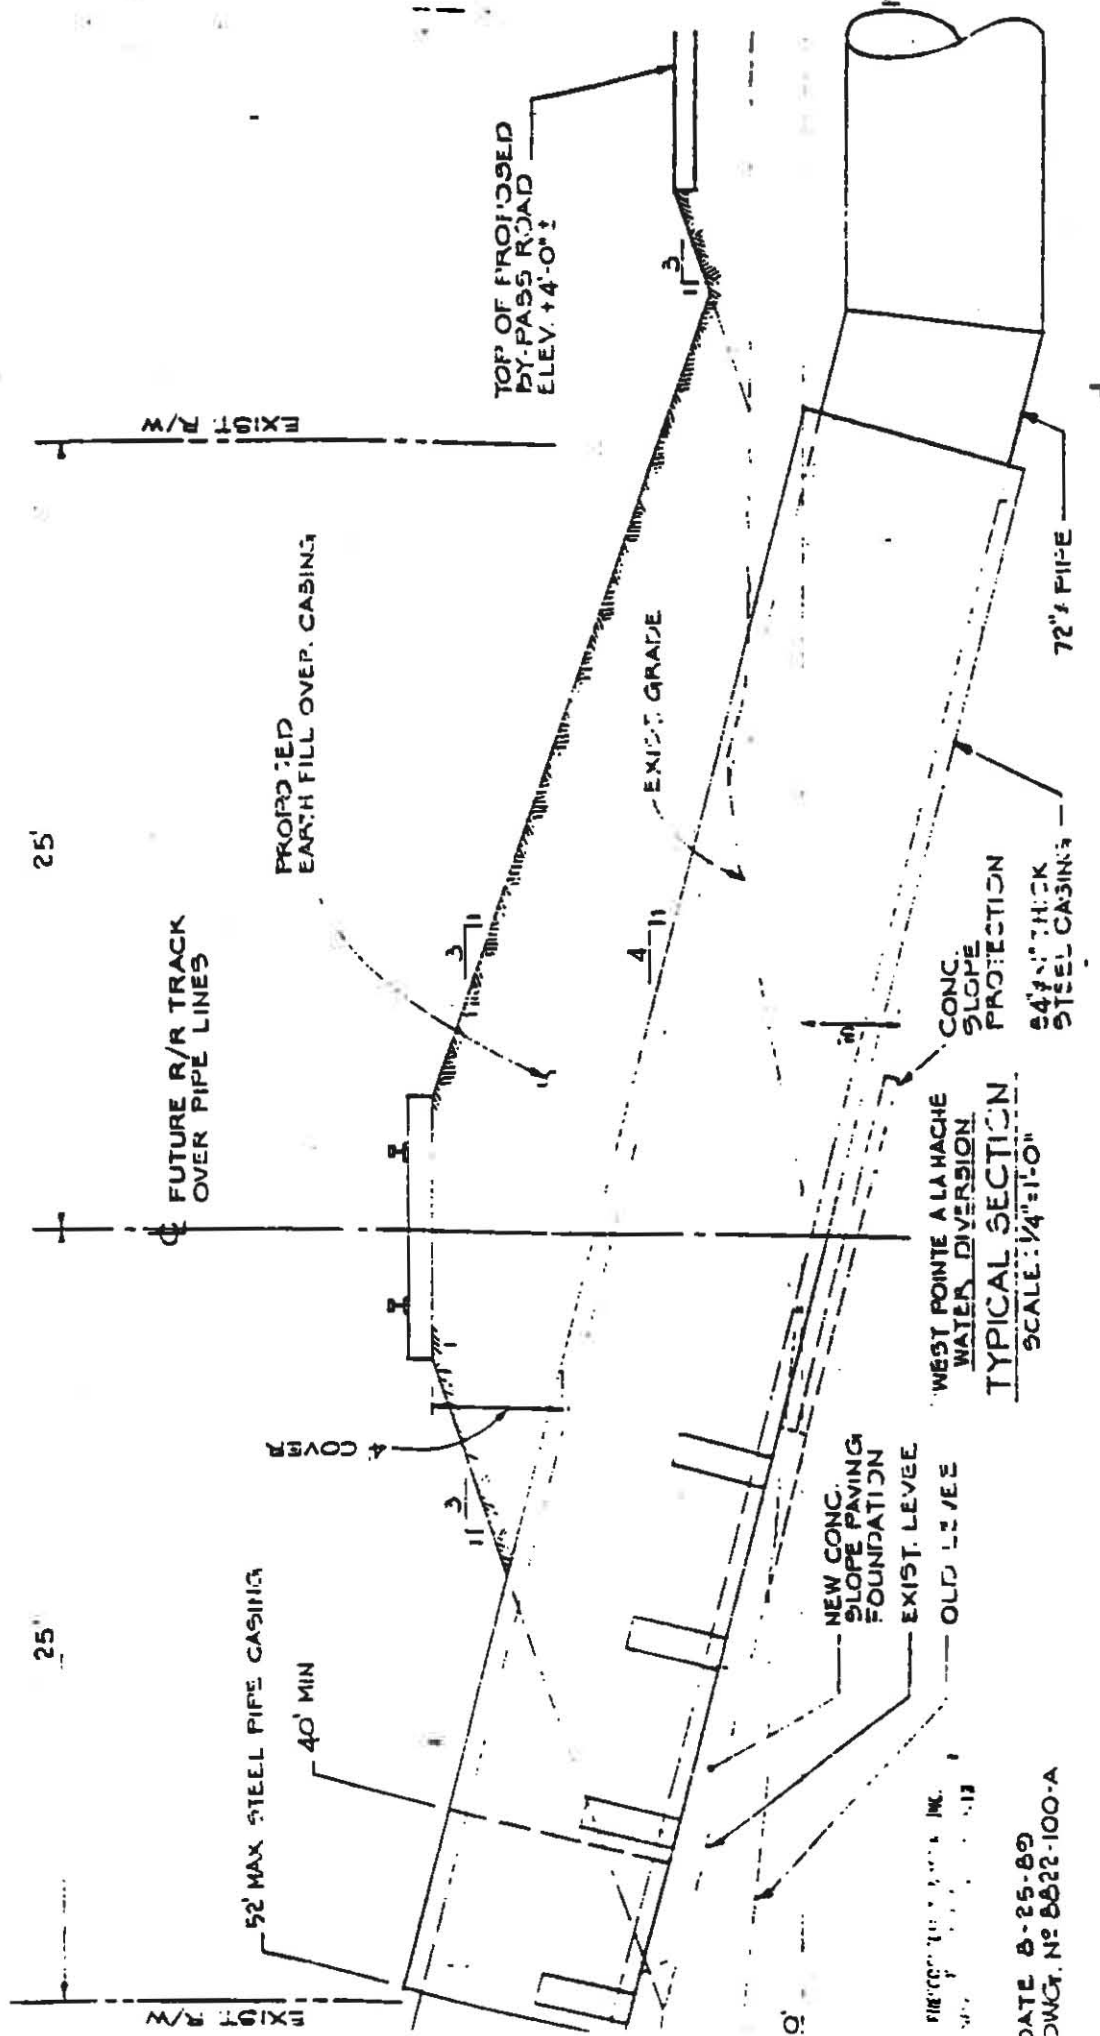 25'
25'
EXIST. R/W
EXIST. R/W
FUTURE R/R TRACK
OVER PIPE LINES
52' MAX STEEL PIPE CASING
40' MIN
4' COVER
3
1
EARTH FILL OVER CASING
3
1
TOP OF PROPOSED
BY-PASS ROAD
ELEV. +4'-0" ±
3
1
EXIST. GRADE
4
1
NEW CONC.
SLOPE PAVING
FOUNDATION
EXIST. LEVEE
OLD LEVEE
CONC.
SLOPE
PROTECTION
STEEL CASING
72" PIPE
WEST POINTE A LA HACHE
WATER DIVERSION
TYPICAL SECTION
SCALE: 1/4"=1'-0"
INC.
DATE 8-25-89
DWG. Nº 8822-100-A